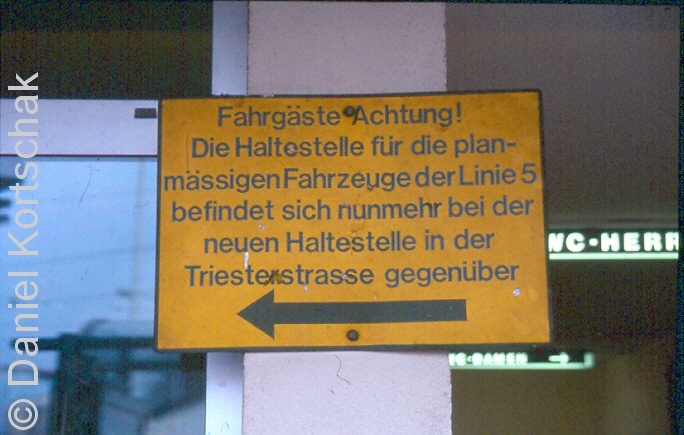 Fahrgäste Achtung!
Die Haltestelle für die plan-
mässigen Fahrzeuge der Linie 5
befindet sich nunmehr bei der
neuen Haltestelle in der
Triesterstrasse gegenüber
WC·HERR
WC·DAMEN →
© Daniel Kortschak